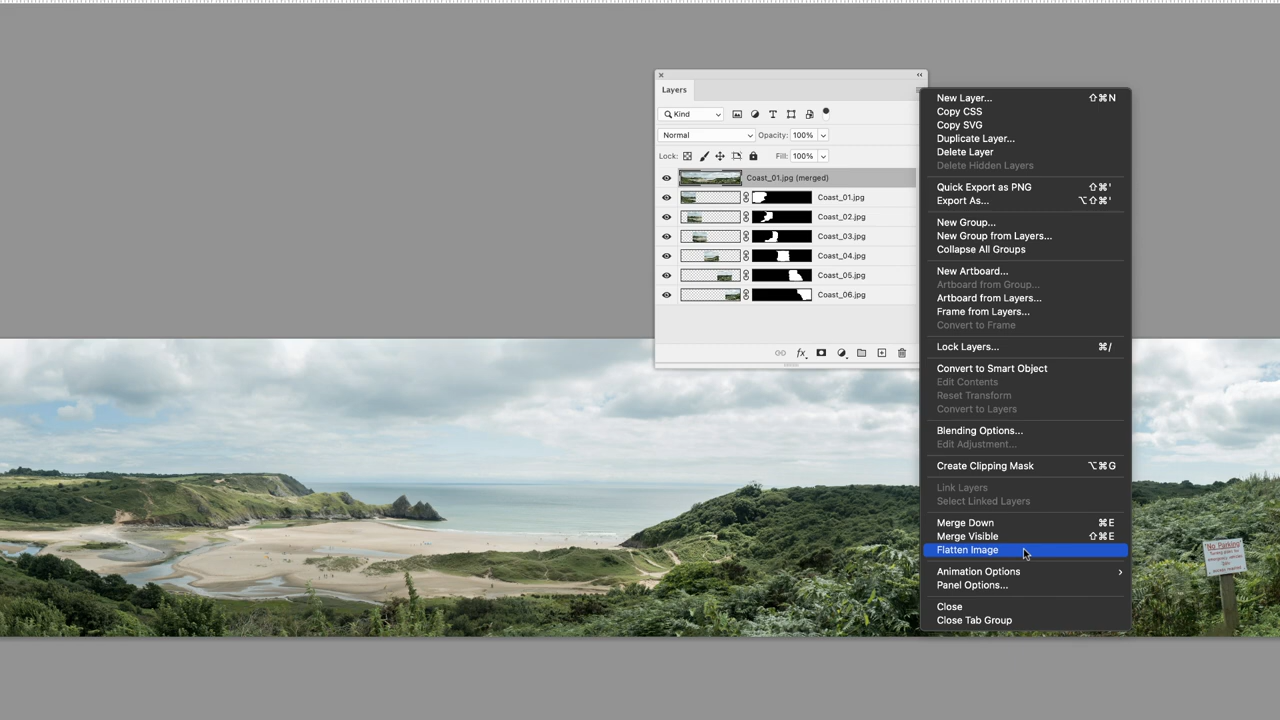 Layers
Kind
Normal
Opacity: 100%
Lock:
Fill: 100%
Coast_01.jpg (merged)
Coast_01.jpg
Coast_02.jpg
Coast_03.jpg
Coast_04.jpg
Coast_05.jpg
Coast_06.jpg
fx
New Layer... ⇧⌘N
Copy CSS
Copy SVG
Duplicate Layer...
Delete Layer
Delete Hidden Layers
Quick Export as PNG ⇧⌘'
Export As... ⌥⇧⌘'
New Group...
New Group from Layers...
Collapse All Groups
New Artboard...
Artboard from Group...
Artboard from Layers...
Frame from Layers...
Convert to Frame
Lock Layers... ⌘/
Convert to Smart Object
Edit Contents
Reset Transform
Convert to Layers
Blending Options...
Edit Adjustment...
Create Clipping Mask ⌥⌘G
Link Layers
Select Linked Layers
Merge Down ⌘E
Merge Visible ⇧⌘E
Flatten Image
Animation Options
Panel Options...
Close
Close Tab Group
No Parking